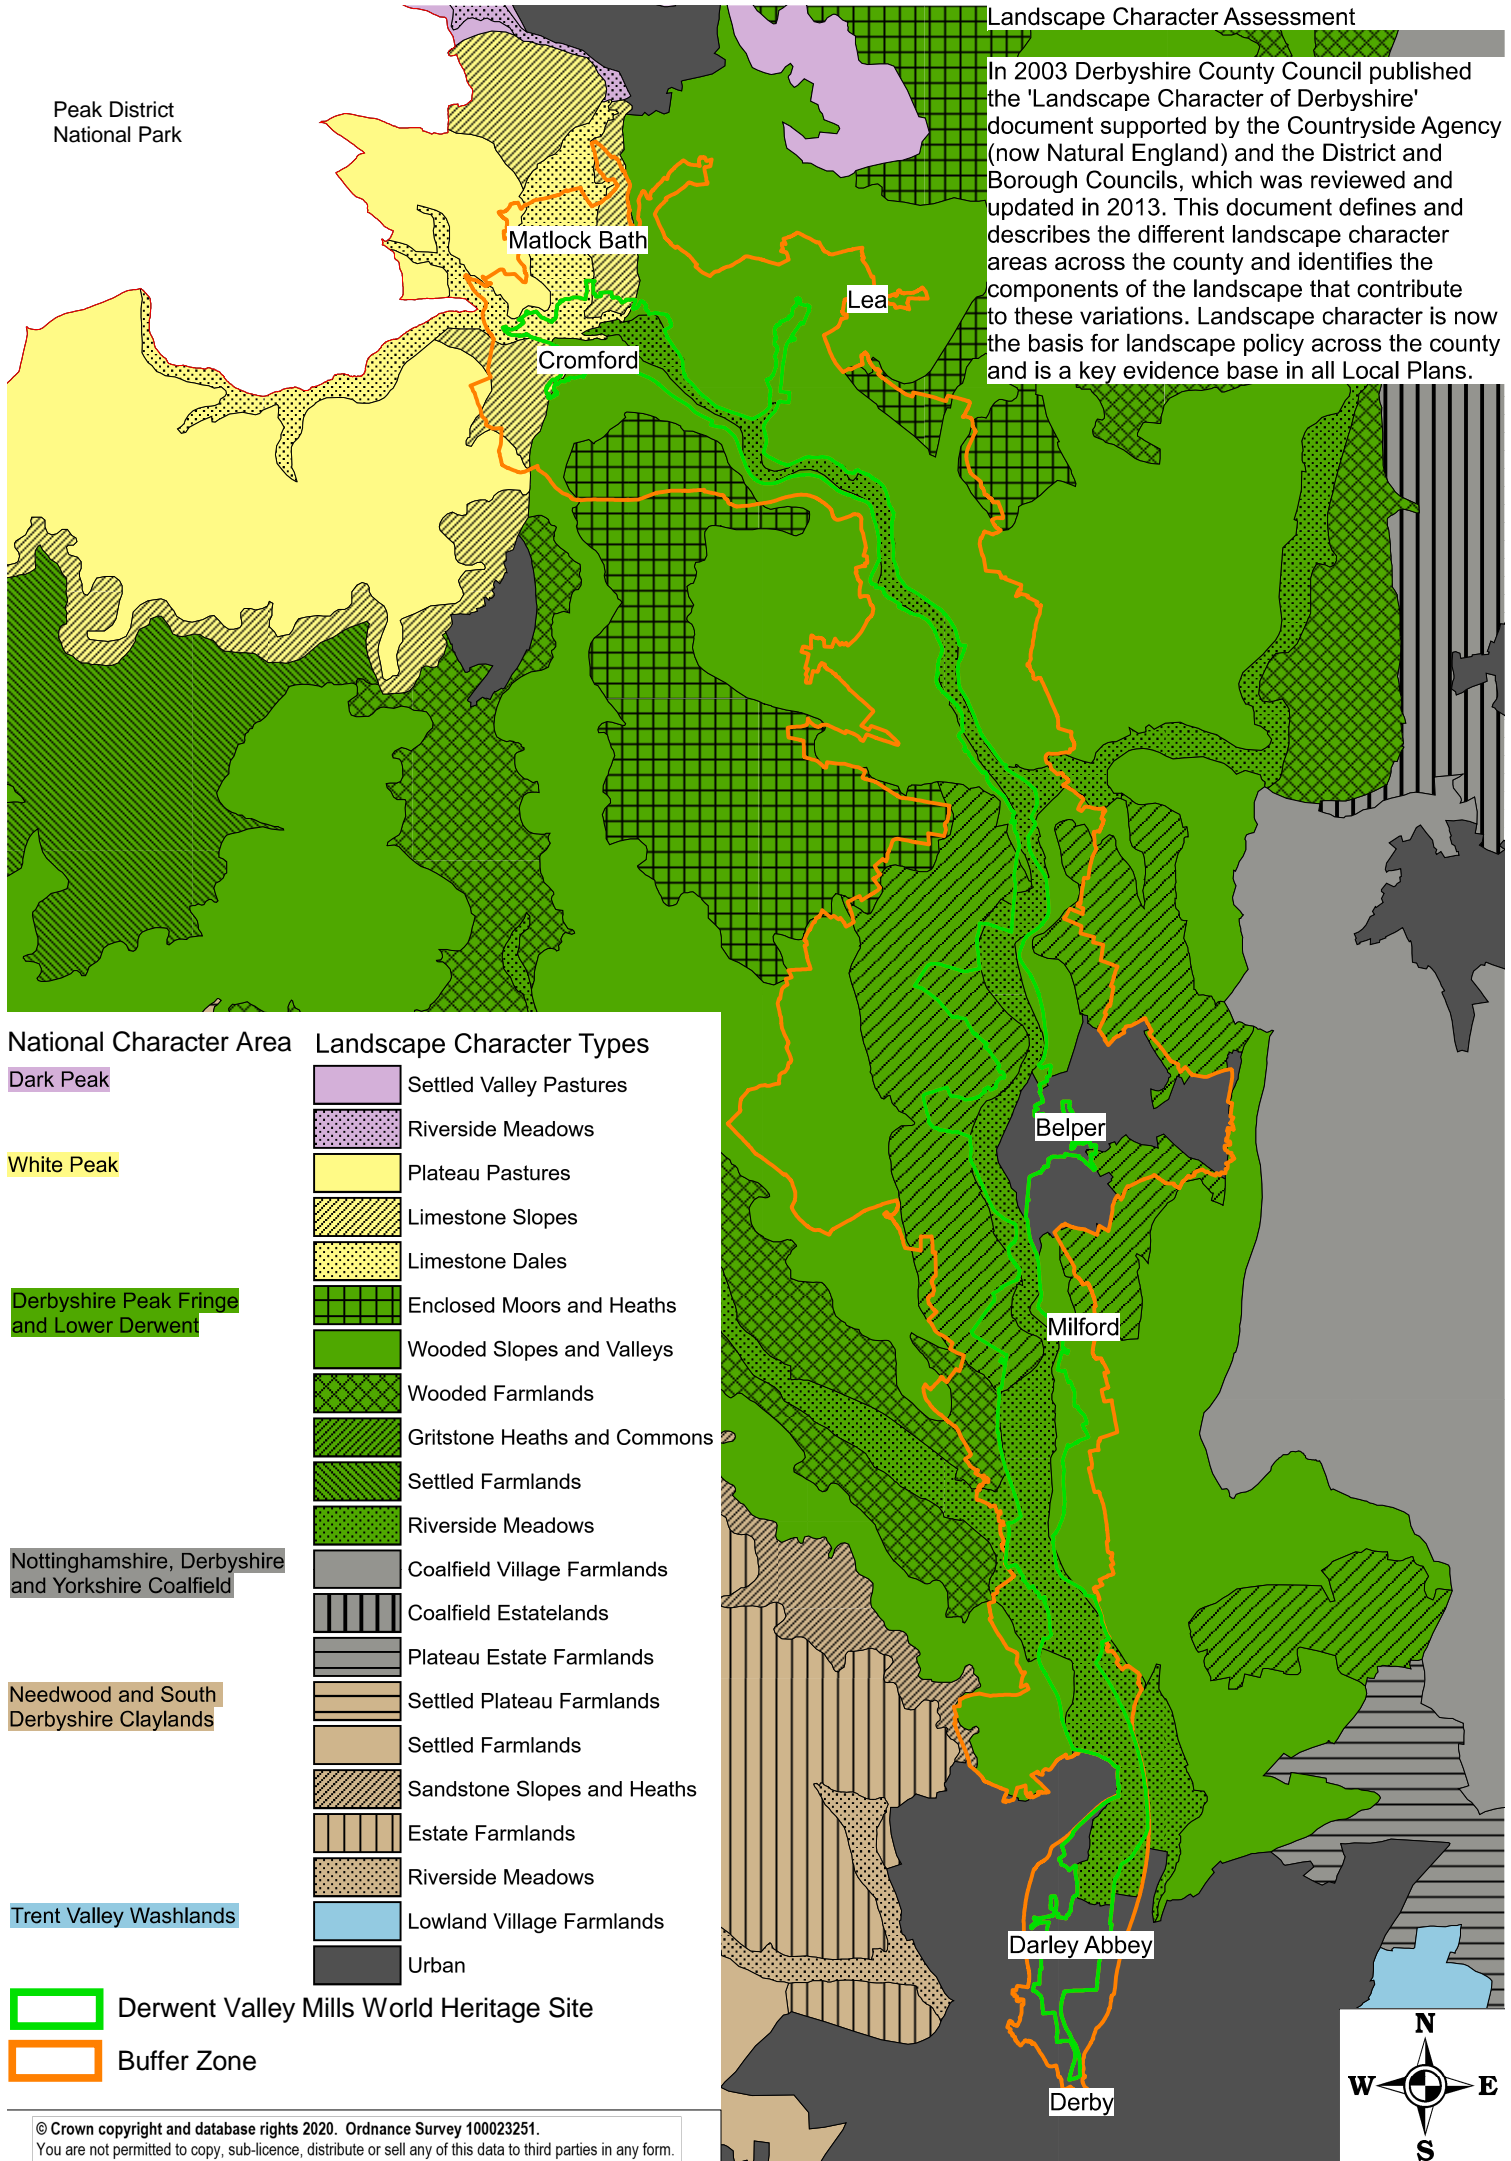 Landscape Character Assessment
In 2003 Derbyshire County Council published
the 'Landscape Character of Derbyshire'
document supported by the Countryside Agency
(now Natural England) and the District and
Borough Councils, which was reviewed and
updated in 2013. This document defines and
describes the different landscape character
areas across the county and identifies the
components of the landscape that contribute
to these variations. Landscape character is now
the basis for landscape policy across the county
and is a key evidence base in all Local Plans.
Peak District
National Park
Matlock Bath
Lea
Cromford
Belper
Milford
Darley Abbey
Derby
National Character Area
Landscape Character Types
Dark Peak
Settled Valley Pastures
Riverside Meadows
White Peak
Plateau Pastures
Limestone Slopes
Limestone Dales
Derbyshire Peak Fringe
and Lower Derwent
Enclosed Moors and Heaths
Wooded Slopes and Valleys
Wooded Farmlands
Gritstone Heaths and Commons
Settled Farmlands
Riverside Meadows
Nottinghamshire, Derbyshire
and Yorkshire Coalfield
Coalfield Village Farmlands
Coalfield Estatelands
Plateau Estate Farmlands
Needwood and South
Derbyshire Claylands
Settled Plateau Farmlands
Settled Farmlands
Sandstone Slopes and Heaths
Estate Farmlands
Riverside Meadows
Trent Valley Washlands
Lowland Village Farmlands
Urban
Derwent Valley Mills World Heritage Site
Buffer Zone
N
W
E
S
© Crown copyright and database rights 2020. Ordnance Survey 100023251.
You are not permitted to copy, sub-licence, distribute or sell any of this data to third parties in any form.